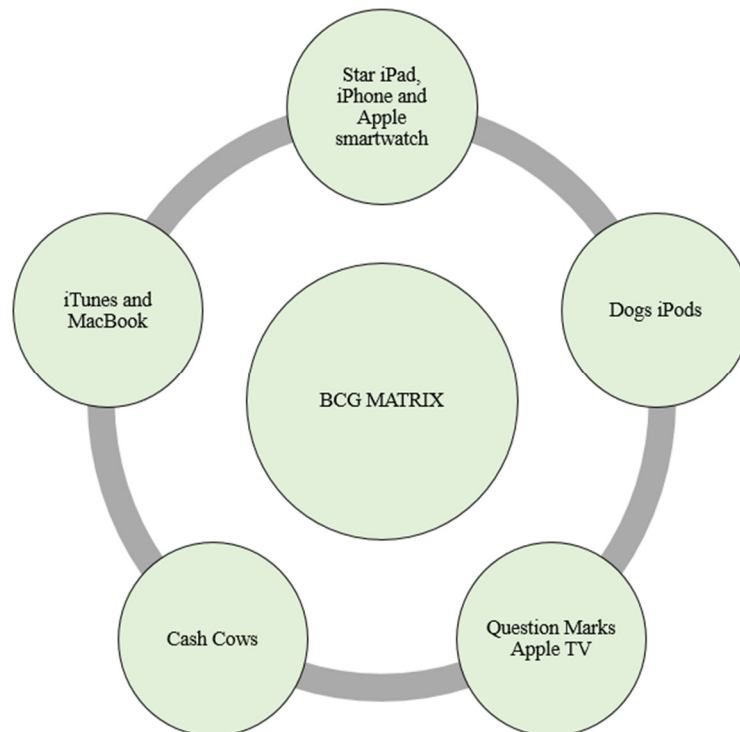 Star iPad,
iPhone and
Apple
smartwatch
iTunes and
MacBook
Dogs iPods
BCG MATRIX
Cash Cows
Question Marks
Apple TV